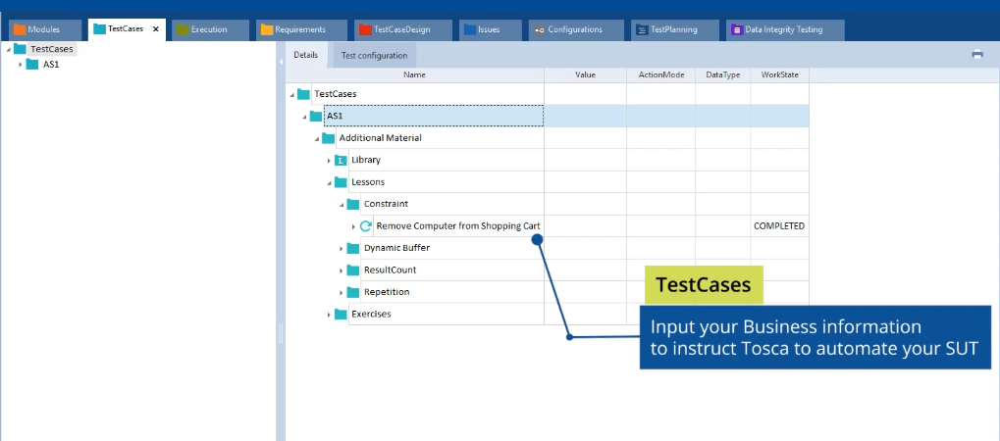 Modules
TestCases
Execution
Requirements
TestCaseDesign
Issues
Configurations
TestPlanning
Data Integrity Testing
TestCases
AS1
Details
Test configuration
Name
Value
ActionMode
DataType
WorkState
TestCases
AS1
Additional Material
Library
Lessons
Constraint
Remove Computer from Shopping Cart
COMPLETED
Dynamic Buffer
ResultCount
Repetition
Exercises
TestCases
Input your Business information
to instruct Tosca to automate your SUT